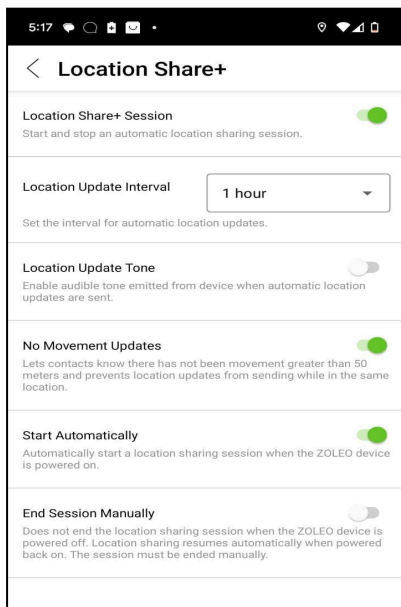 5:17
Location Share+
Location Share+ Session
Start and stop an automatic location sharing session.
Location Update Interval
1 hour
Set the interval for automatic location updates.
Location Update Tone
Enable audible tone emitted from device when automatic location
updates are sent.
No Movement Updates
Lets contacts know there has not been movement greater than 50
meters and prevents location updates from sending while in the same
location.
Start Automatically
Automatically start a location sharing session when the ZOLEO device
is powered on.
End Session Manually
Does not end the location sharing session when the ZOLEO device is
powered off. Location sharing resumes automatically when powered
back on. The session must be ended manually.